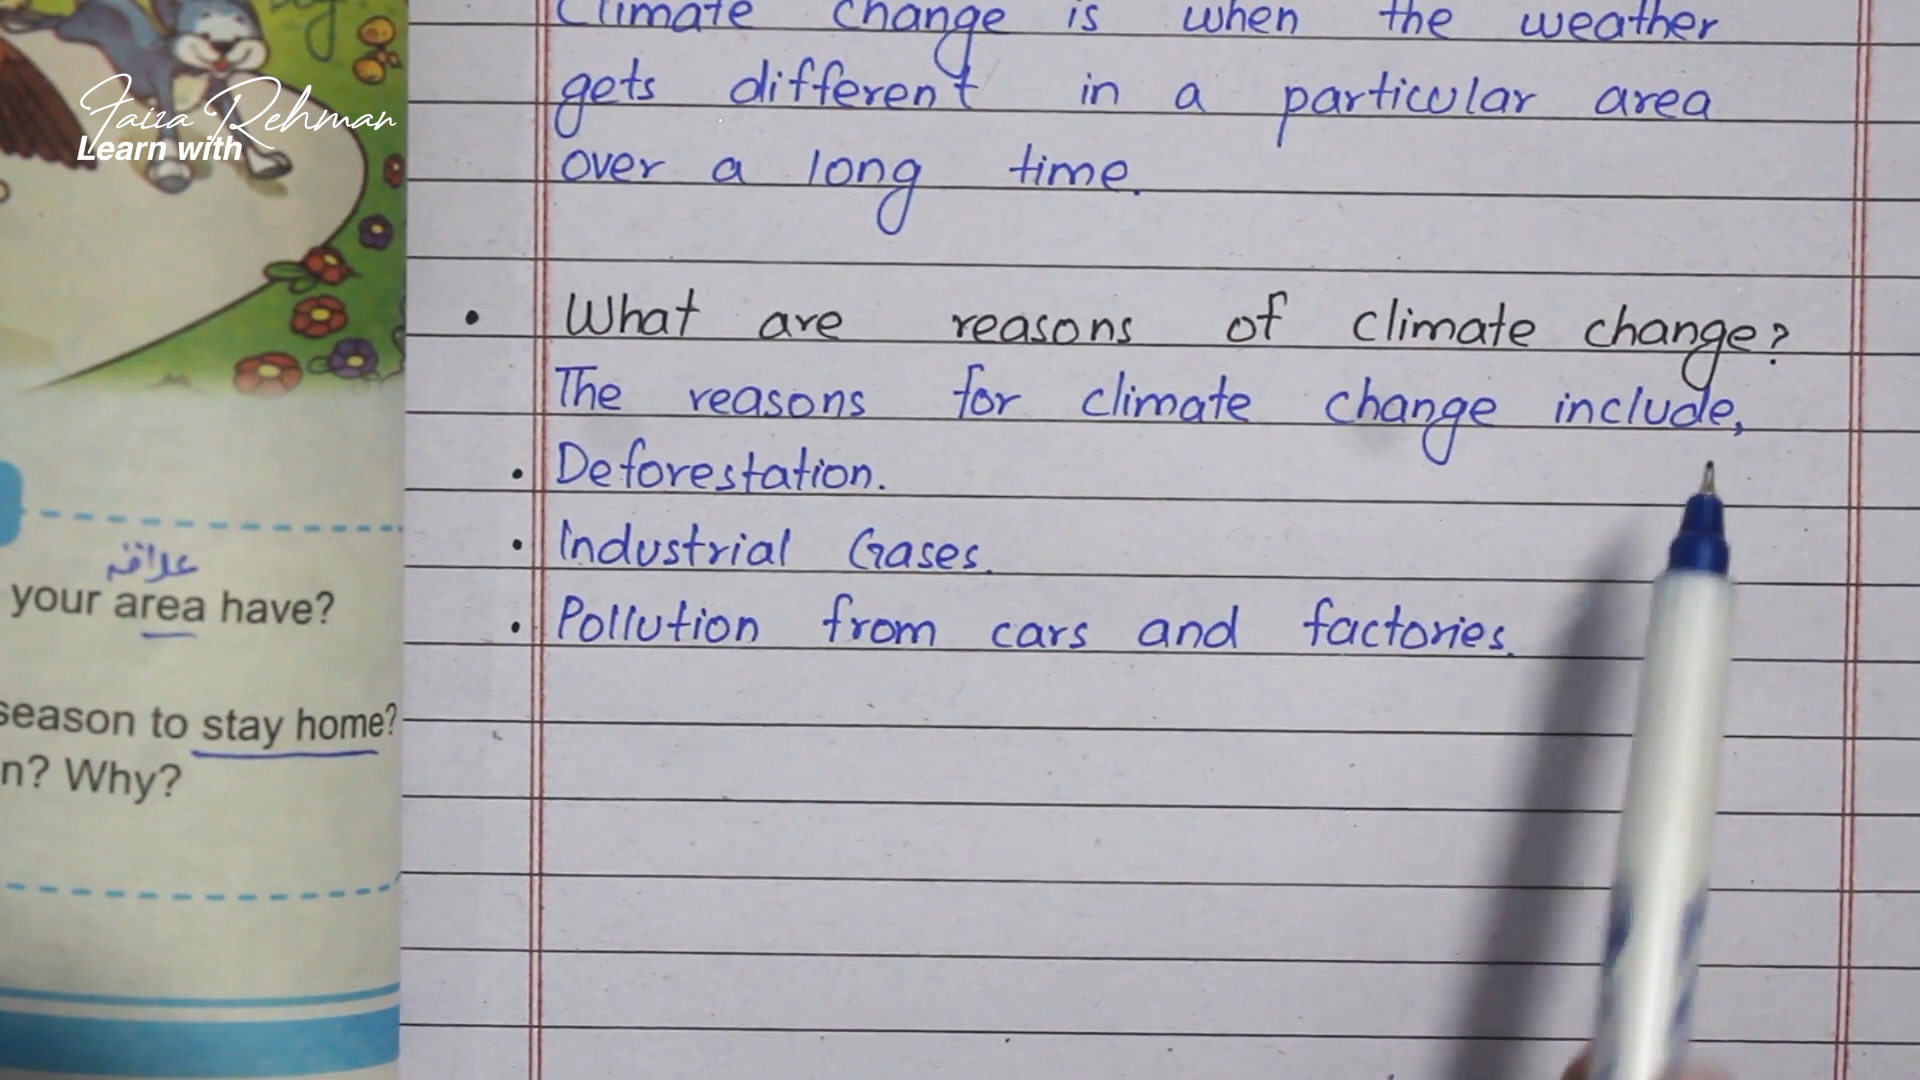 Faiza Rehman
Learn with
علاقہ
your area have?
season to stay home?
n? Why?
Climate change is when the weather
gets different in a particular area
over a long time.
• What are reasons of climate change?
The reasons for climate change include,
• Deforestation.
• Industrial Gases.
• Pollution from cars and factories.